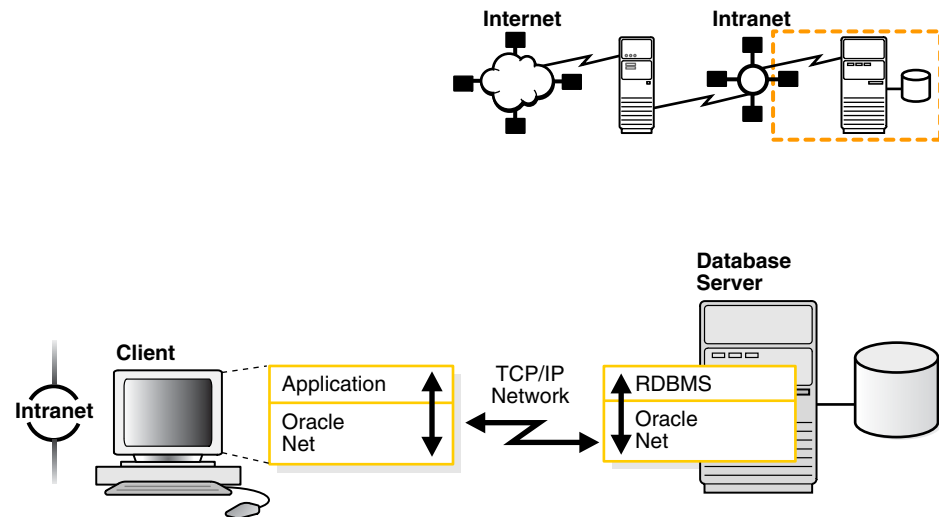 Internet
Intranet
Database
Server
Client
Intranet
Application
Oracle
Net
TCP/IP
Network
RDBMS
Oracle
Net